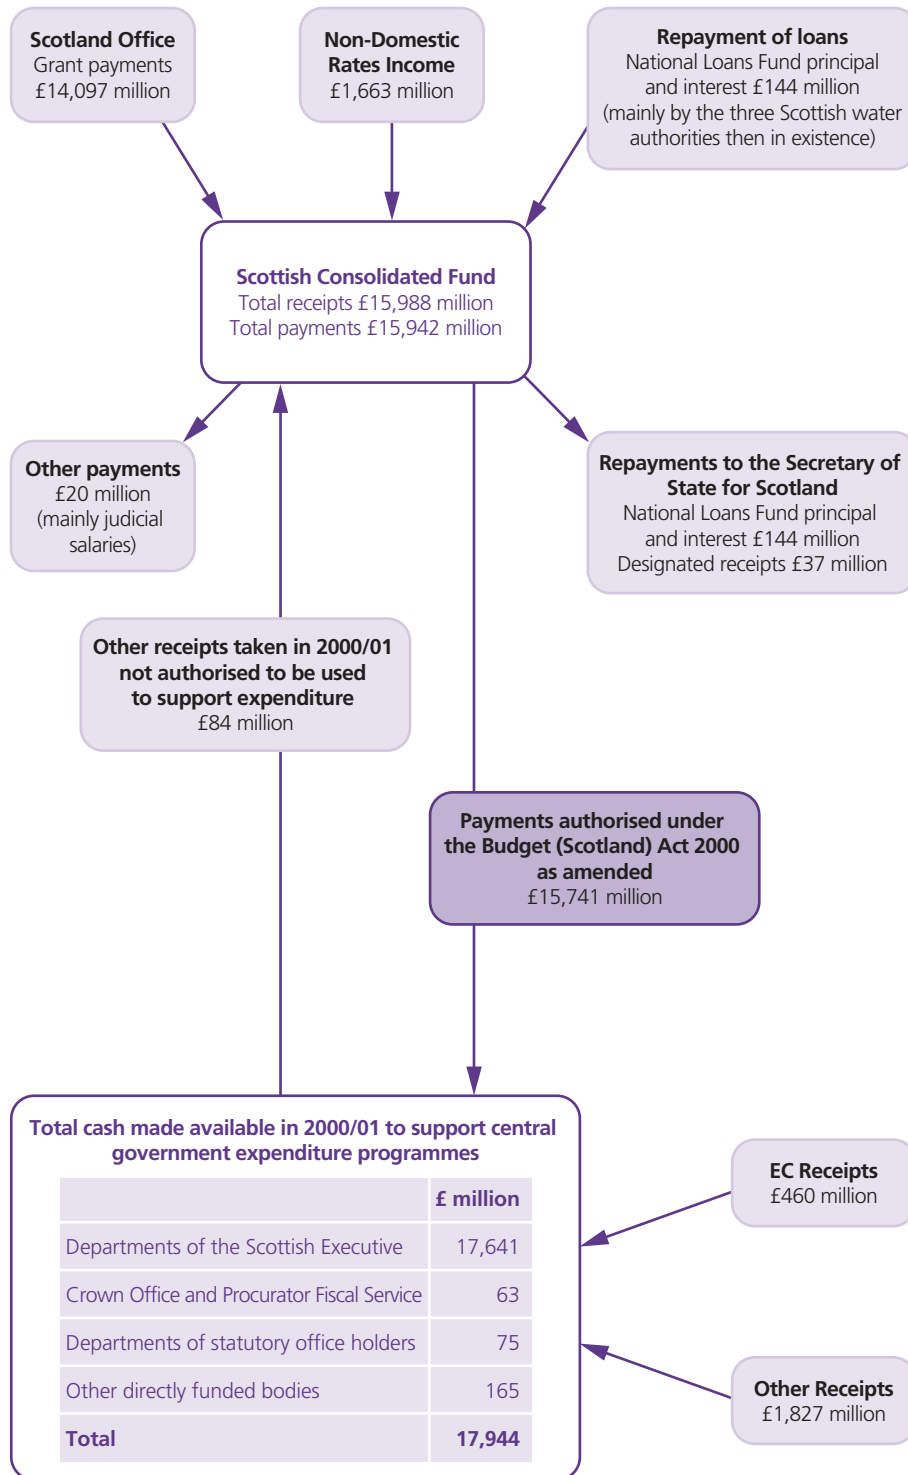 Scotland Office
Grant payments
£14,097 million
Non-Domestic
Rates Income
£1,663 million
Repayment of loans
National Loans Fund principal
and interest £144 million
(mainly by the three Scottish water
authorities then in existence)
Scottish Consolidated Fund
Total receipts £15,988 million
Total payments £15,942 million
Other payments
£20 million
(mainly judicial
salaries)
Repayments to the Secretary of
State for Scotland
National Loans Fund principal
and interest £144 million
Designated receipts £37 million
Other receipts taken in 2000/01
not authorised to be used
to support expenditure
£84 million
Payments authorised under
the Budget (Scotland) Act 2000
as amended
£15,741 million
Total cash made available in 2000/01 to support central
government expenditure programmes
£ million
Departments of the Scottish Executive 17,641
Crown Office and Procurator Fiscal Service 63
Departments of statutory office holders 75
Other directly funded bodies 165
Total 17,944
EC Receipts
£460 million
Other Receipts
£1,827 million